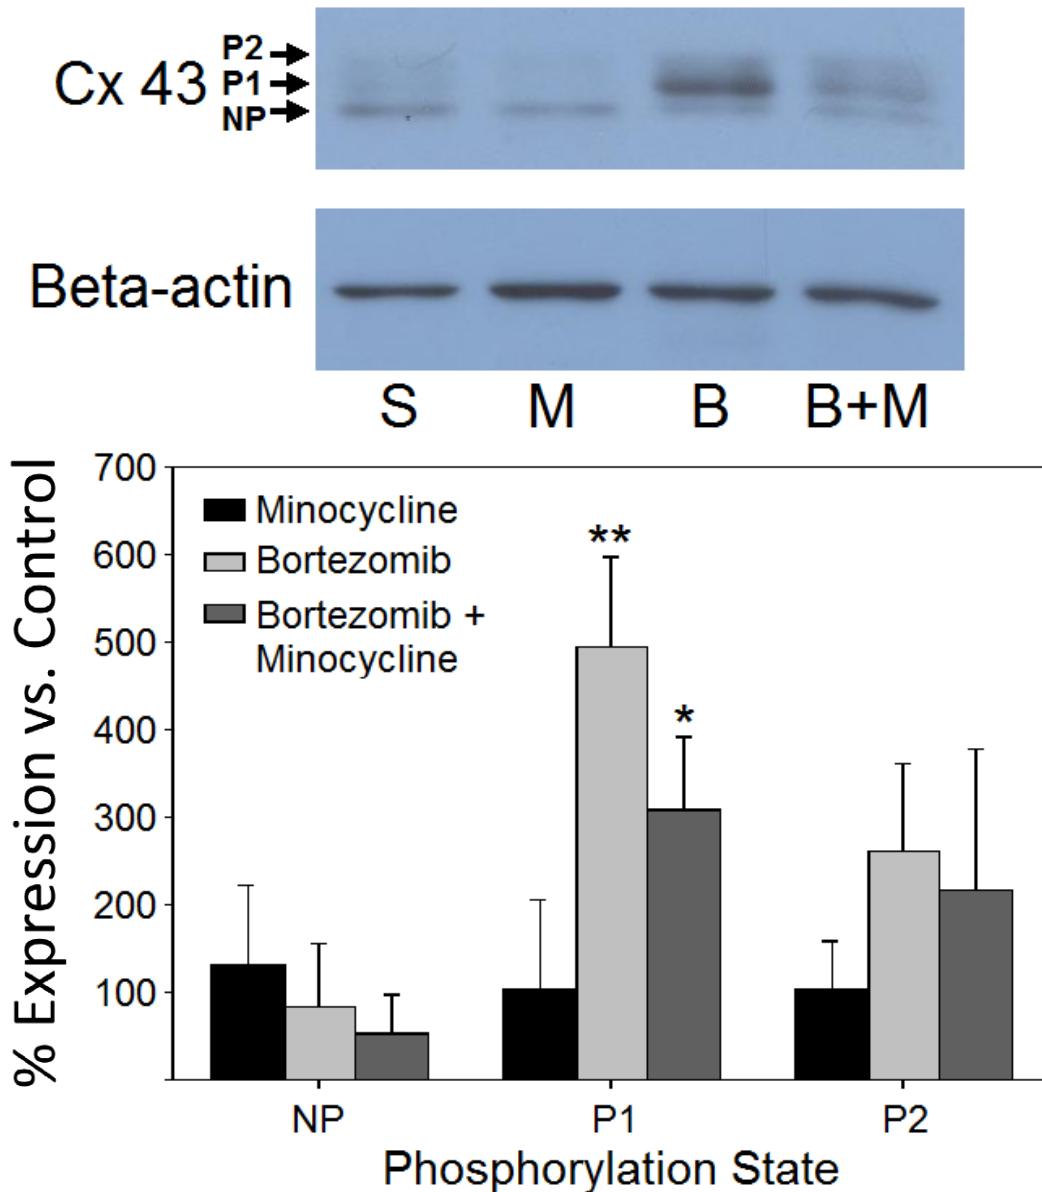 P2
Cx 43 P1
NP
Beta-actin
S M B B+M
% Expression vs. Control
700
600
500
400
300
200
100
Minocycline
Bortezomib
Bortezomib +
Minocycline
**
*
NP P1 P2
Phosphorylation State